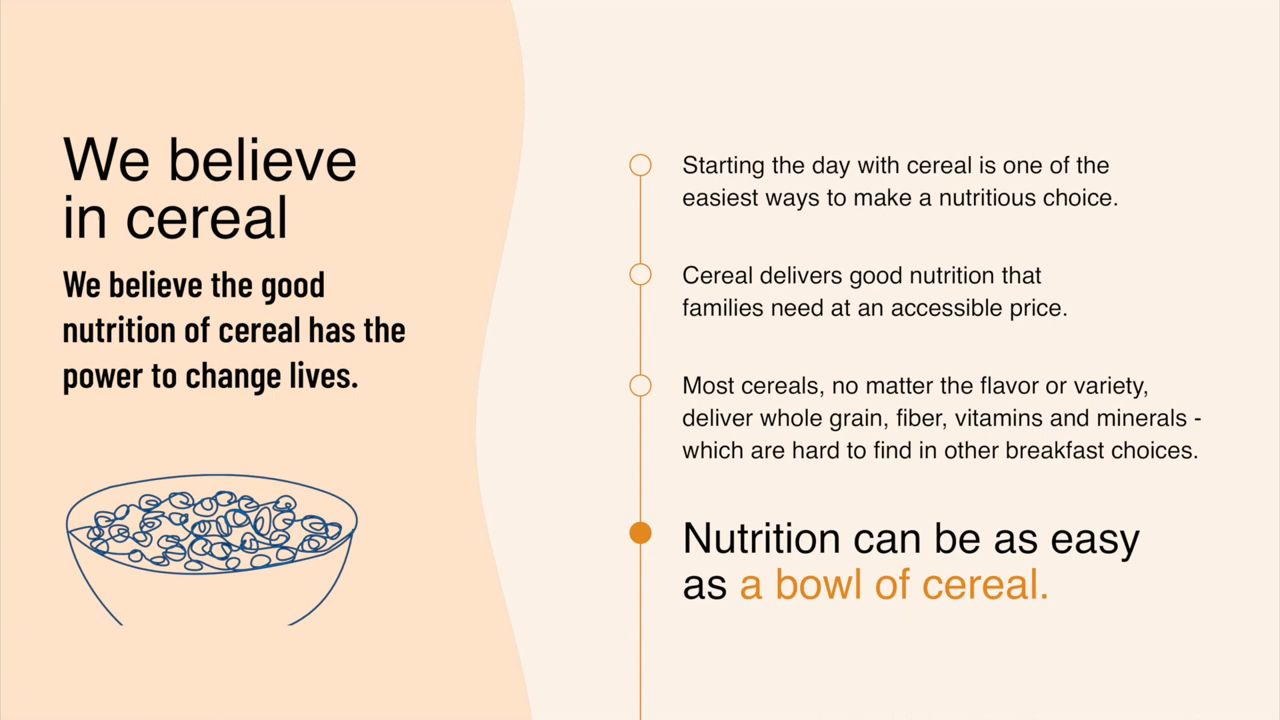 We believe
in cereal
We believe the good
nutrition of cereal has the
power to change lives.
Starting the day with cereal is one of the
easiest ways to make a nutritious choice.
Cereal delivers good nutrition that
families need at an accessible price.
Most cereals, no matter the flavor or variety,
deliver whole grain, fiber, vitamins and minerals -
which are hard to find in other breakfast choices.
Nutrition can be as easy
as a bowl of cereal.